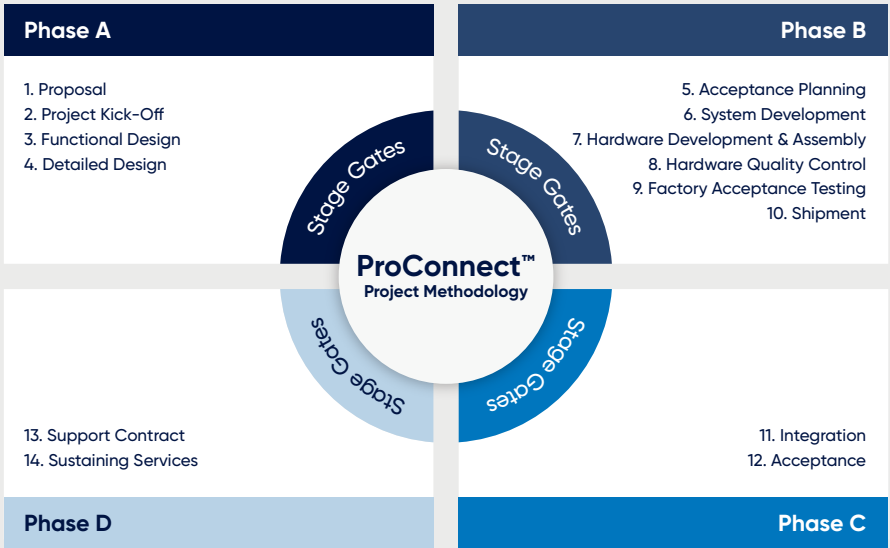 Phase A
1. Proposal
2. Project Kick-Off
3. Functional Design
4. Detailed Design
Stage Gates
Phase B
5. Acceptance Planning
6. System Development
7. Hardware Development & Assembly
8. Hardware Quality Control
9. Factory Acceptance Testing
10. Shipment
Stage Gates
ProConnect™
Project Methodology
Stage Gates
13. Support Contract
14. Sustaining Services
Phase D
Stage Gates
11. Integration
12. Acceptance
Phase C